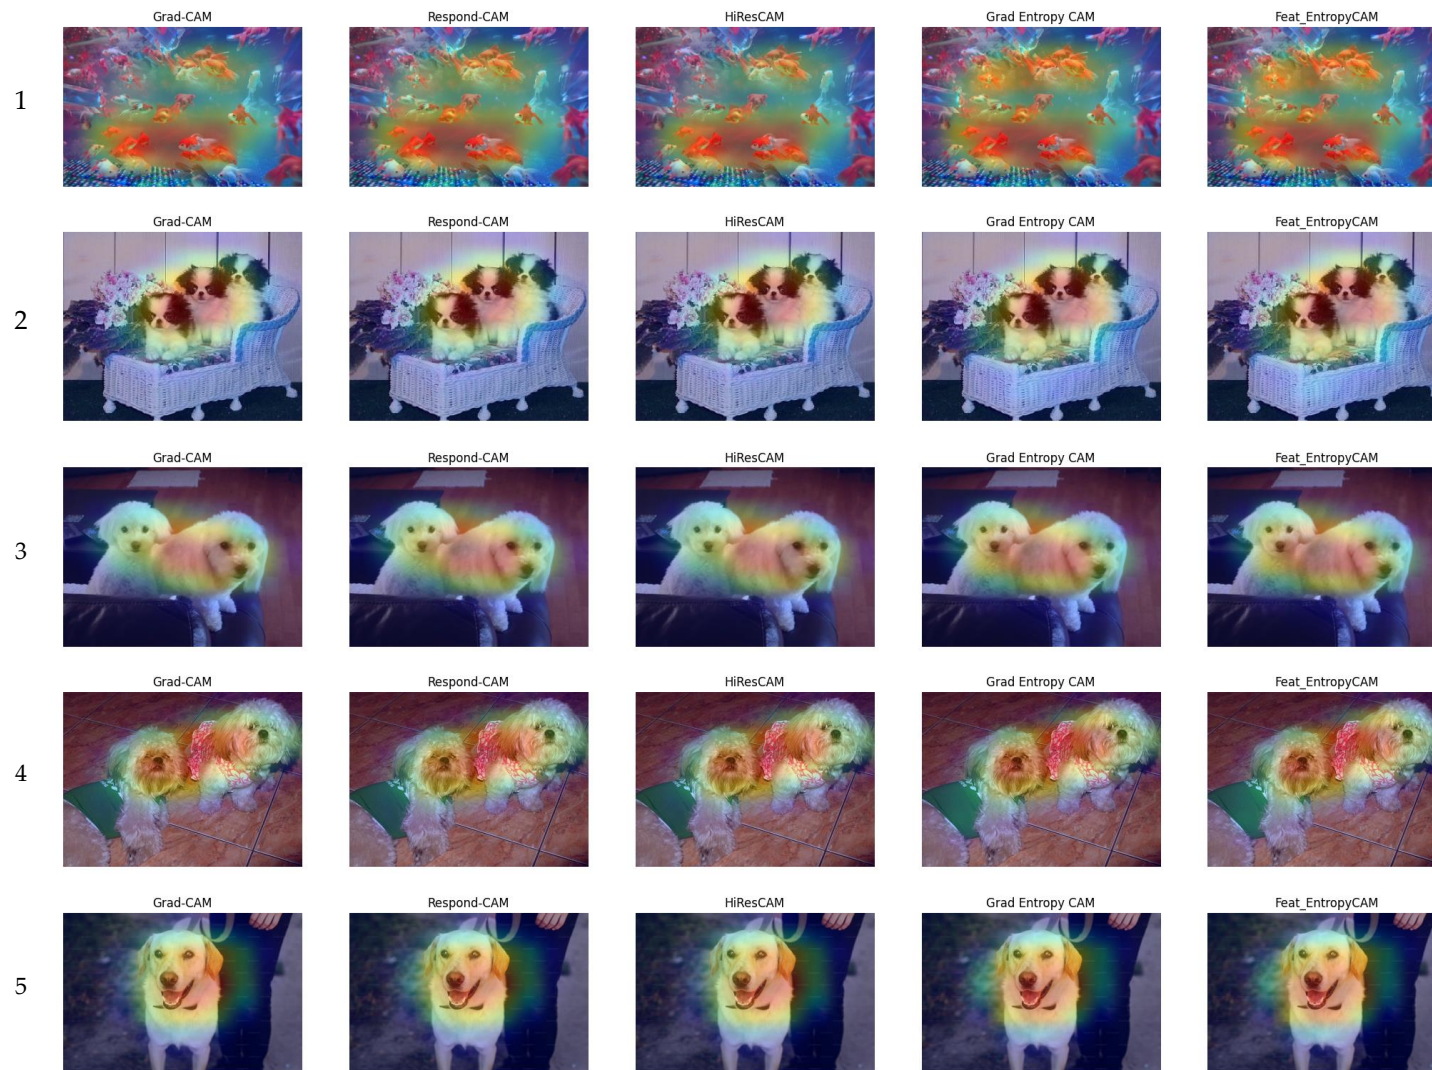 Grad-CAM Respond-CAM HiResCAM Grad Entropy CAM Feat_EntropyCAM
1
Grad-CAM Respond-CAM HiResCAM Grad Entropy CAM Feat_EntropyCAM
2
Grad-CAM Respond-CAM HiResCAM Grad Entropy CAM Feat_EntropyCAM
3
Grad-CAM Respond-CAM HiResCAM Grad Entropy CAM Feat_EntropyCAM
4
Grad-CAM Respond-CAM HiResCAM Grad Entropy CAM Feat_EntropyCAM
5